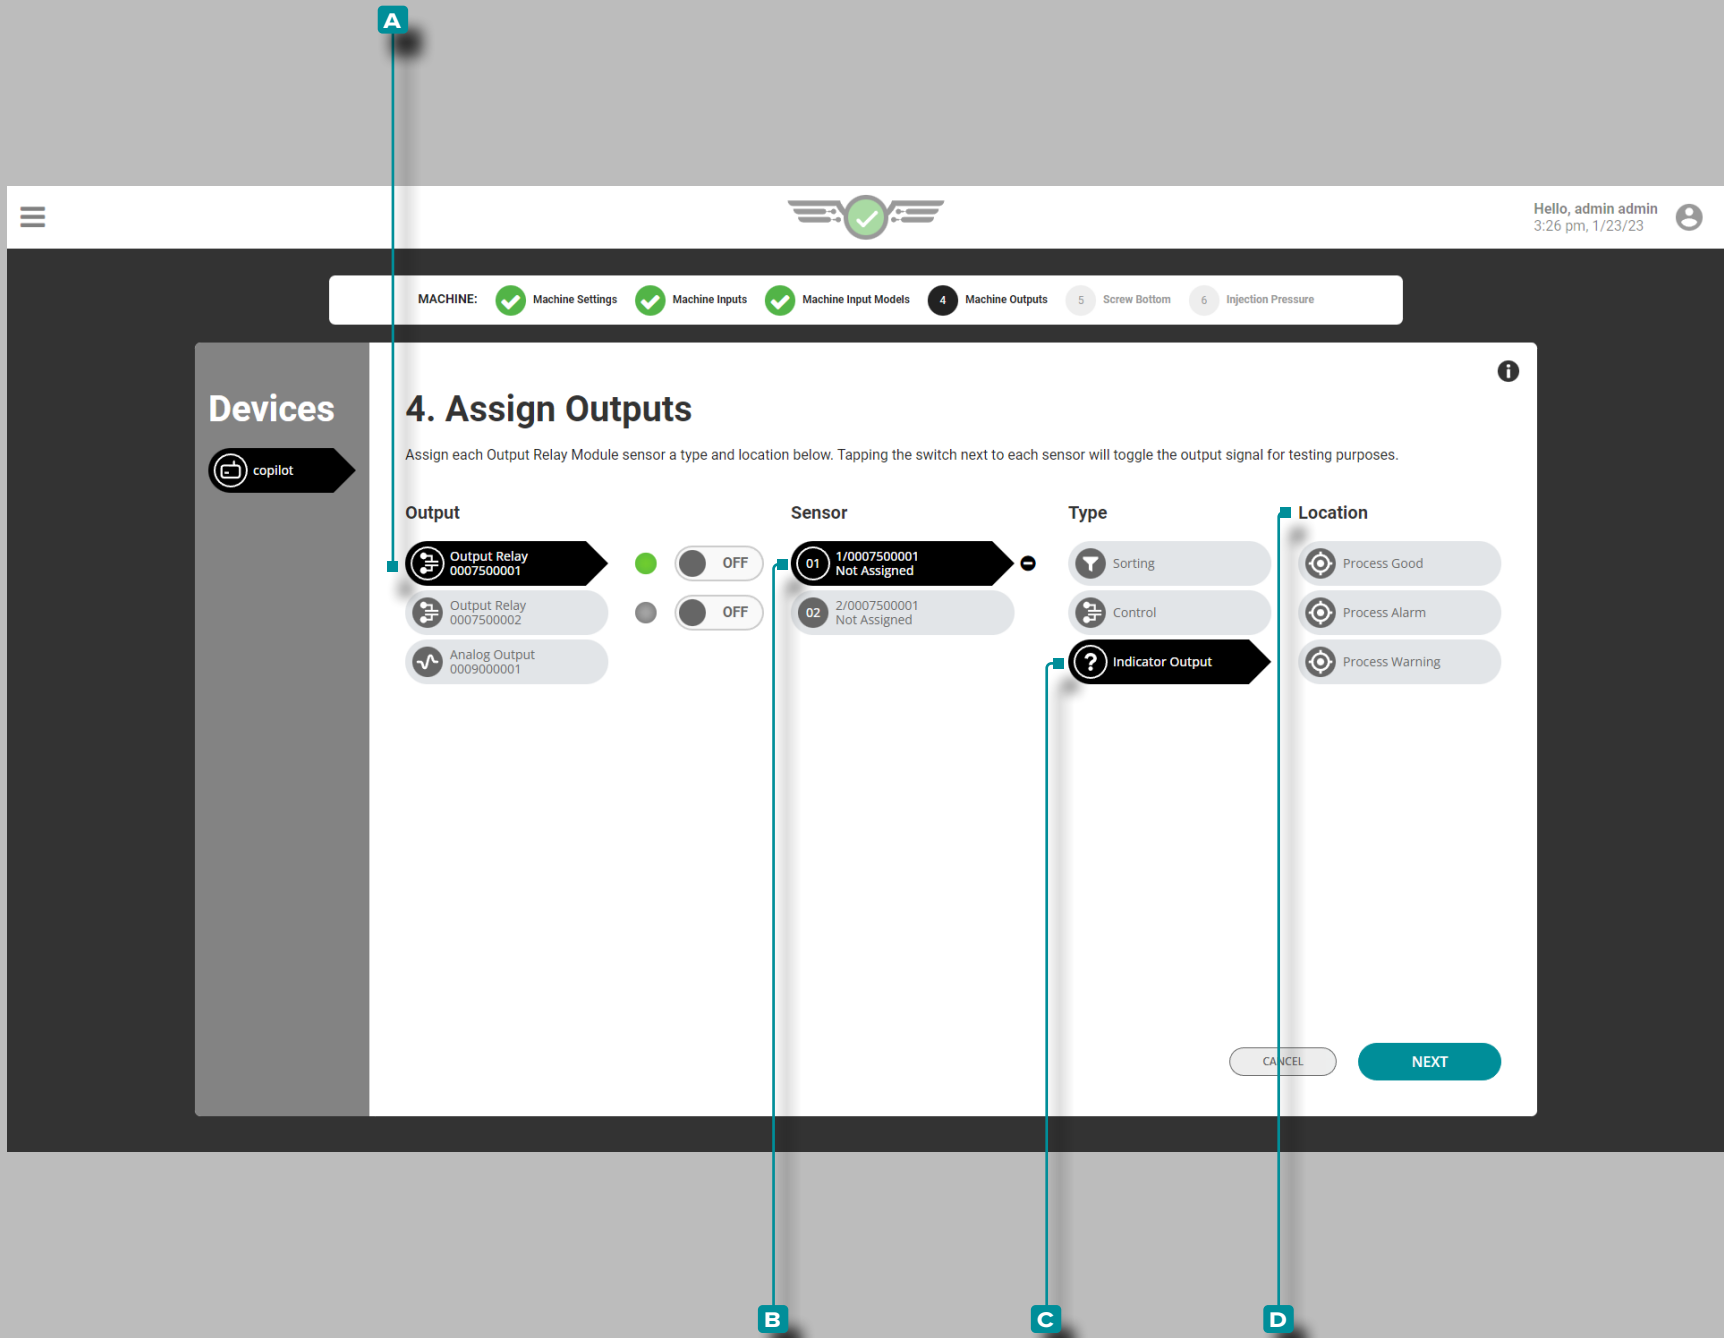 A
Hello, admin admin
3:26 pm, 1/23/23
MACHINE: Machine Settings Machine Inputs Machine Input Models 4 Machine Outputs 5 Screw Bottom 6 Injection Pressure
Devices
copilot
4. Assign Outputs
Assign each Output Relay Module sensor a type and location below. Tapping the switch next to each sensor will toggle the output signal for testing purposes.
Output
Output Relay
0007500001
Output Relay
0007500002
Analog Output
0009000001
OFF
OFF
Sensor
01 1/0007500001
Not Assigned
02 2/0007500001
Not Assigned
Type
Sorting
Control
? Indicator Output
Location
Process Good
Process Alarm
Process Warning
CANCEL
NEXT
B
C
D